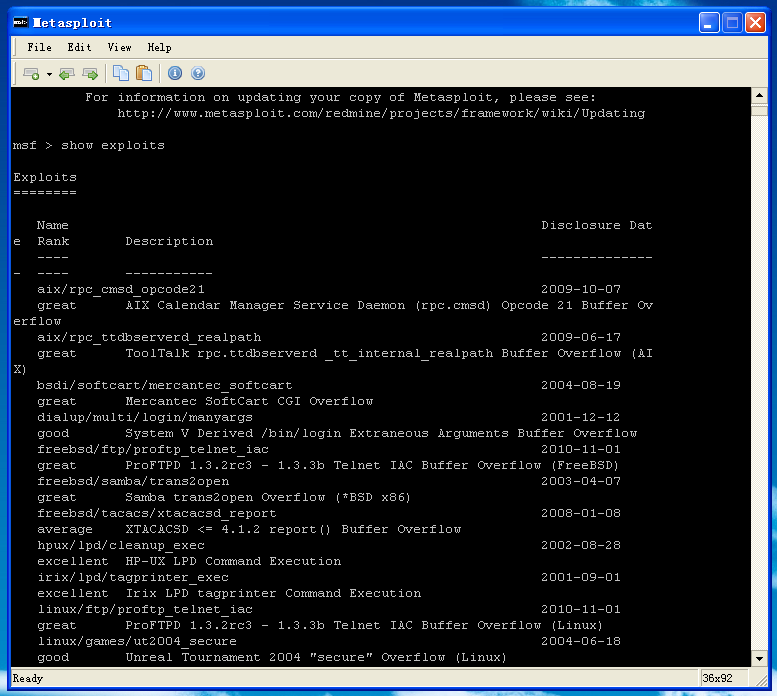 Metasploit
File Edit View Help
For information on updating your copy of Metasploit, please see:
http://www.metasploit.com/redmine/projects/framework/wiki/Updating
msf > show exploits
Exploits
========
Name Disclosure Dat
e Rank Description
---- --------------
- ---- -----------
aix/rpc_cmsd_opcode21 2009-10-07
great AIX Calendar Manager Service Daemon (rpc.cmsd) Opcode 21 Buffer Ov
erflow
aix/rpc_ttdbserverd_realpath 2009-06-17
great ToolTalk rpc.ttdbserverd _tt_internal_realpath Buffer Overflow (AI
X)
bsdi/softcart/mercantec_softcart 2004-08-19
great Mercantec SoftCart CGI Overflow
dialup/multi/login/manyargs 2001-12-12
good System V Derived /bin/login Extraneous Arguments Buffer Overflow
freebsd/ftp/proftp_telnet_iac 2010-11-01
great ProFTPD 1.3.2rc3 - 1.3.3b Telnet IAC Buffer Overflow (FreeBSD)
freebsd/samba/trans2open 2003-04-07
great Samba trans2open Overflow (*BSD x86)
freebsd/tacacs/xtacacsd_report 2008-01-08
average XTACACSD <= 4.1.2 report() Buffer Overflow
hpux/lpd/cleanup_exec 2002-08-28
excellent HP-UX LPD Command Execution
irix/lpd/tagprinter_exec 2001-09-01
excellent Irix LPD tagprinter Command Execution
linux/ftp/proftp_telnet_iac 2010-11-01
great ProFTPD 1.3.2rc3 - 1.3.3b Telnet IAC Buffer Overflow (Linux)
linux/games/ut2004_secure 2004-06-18
good Unreal Tournament 2004 "secure" Overflow (Linux)
Ready 36x92